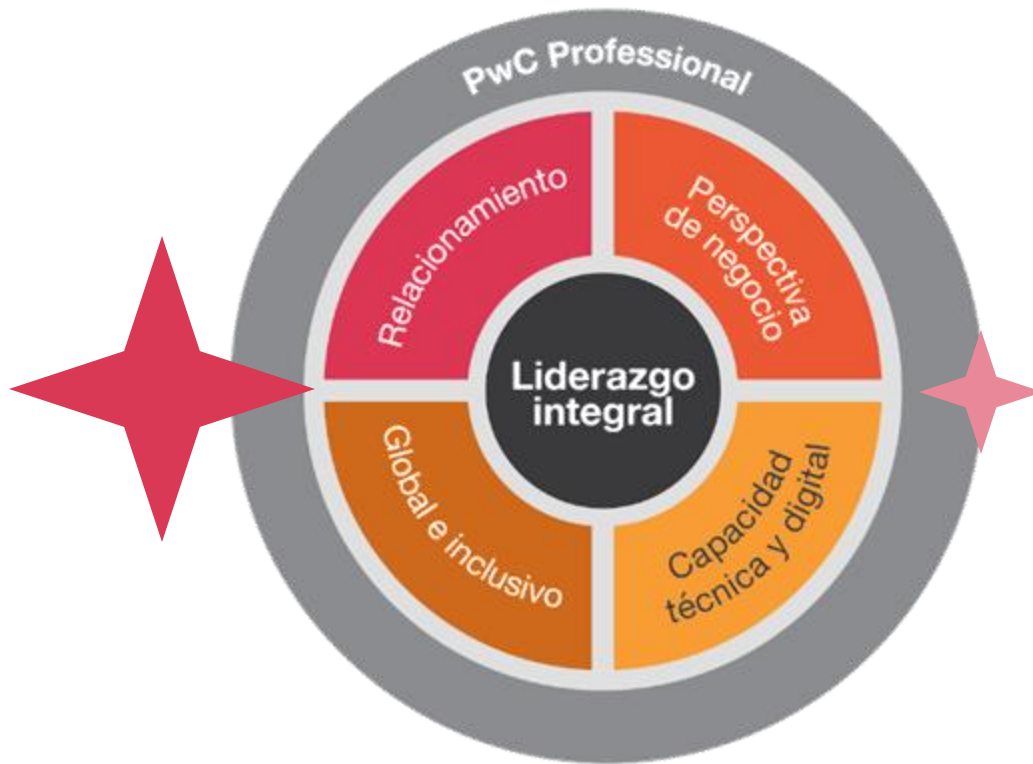 PwC Professional
Relacionamiento
Perspectiva
de negocio
Liderazgo
integral
Global e inclusivo
Capacidad
técnica y digital